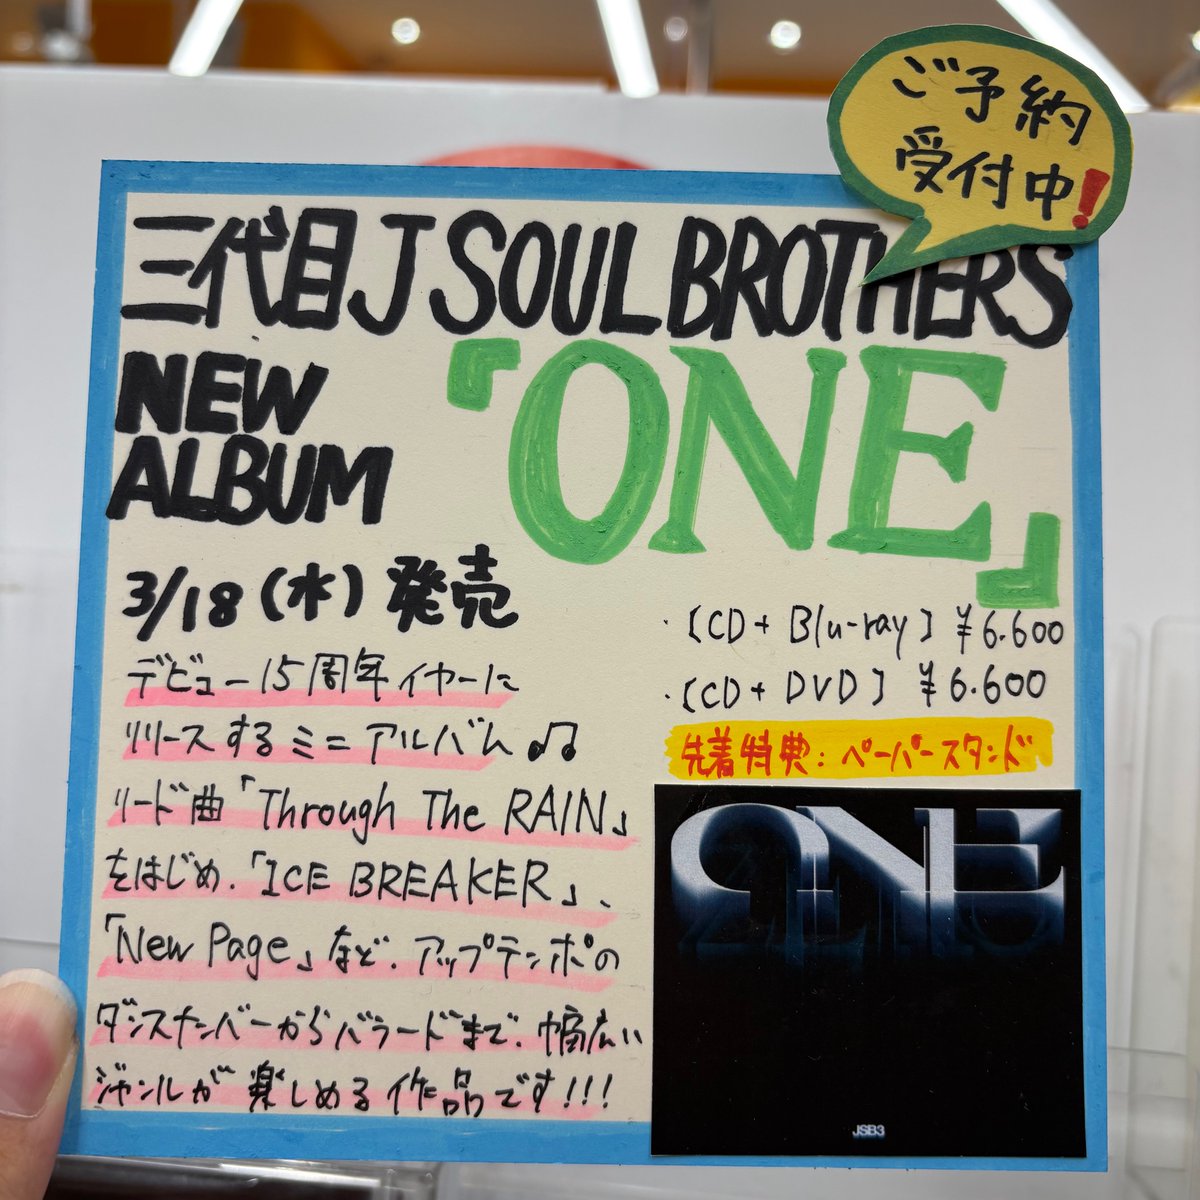 ご予約
受付中!
三代目 J SOUL BROTHERS
NEW
ALBUM
『ONE』
3/18(水)発売
デビュー15周年イヤーに
リリースするミニアルバム♫
リード曲「Through The RAIN」
をはじめ、「ICE BREAKER」、
「New Page」など、アップテンポの
ダンスナンバーからバラードまで、幅広い
ジャンルが楽しめる作品です!!!
・【CD+Blu-ray】¥6.600
・【CD+DVD】¥6.600
先着特典:ペーパースタンド
ONE
JSB3